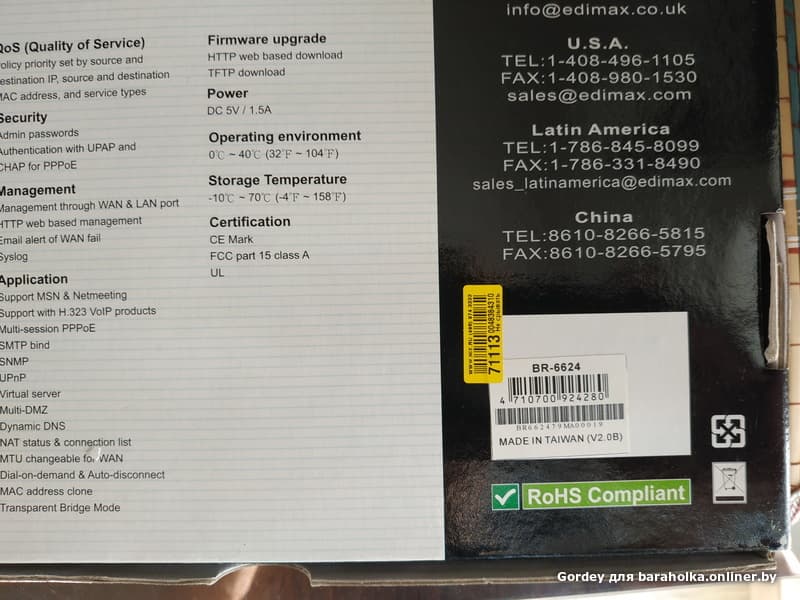 QoS (Quality of Service)
policy priority set by source and
destination IP, source and destination
MAC address, and service types
Security
Admin passwords
Authentication with UPAP and
CHAP for PPPoE
Management
Management through WAN & LAN port
HTTP web based management
Email alert of WAN fail
Syslog
Application
Support MSN & Netmeeting
Support with H.323 VoIP products
Multi-session PPPoE
SMTP bind
SNMP
UPnP
Virtual server
Multi-DMZ
Dynamic DNS
NAT status & connection list
MTU changeable for WAN
Dial-on-demand & Auto-disconnect
MAC address clone
Transparent Bridge Mode
Firmware upgrade
HTTP web based download
TFTP download
Power
DC 5V / 1.5A
Operating environment
0℃ ~ 40℃ (32℉ ~ 104℉)
Storage Temperature
-10℃ ~ 70℃ (-4℉ ~ 158℉)
Certification
CE Mark
FCC part 15 class A
UL
info@edimax.co.uk
U.S.A.
TEL:1-408-496-1105
FAX:1-408-980-1530
sales@edimax.com
Latin America
TEL:1-786-845-8099
FAX:1-786-331-8490
sales_latinamerica@edimax.com
China
TEL:8610-8266-5815
FAX:8610-8266-5795
71113
Не срывать
BR-6624
4 710700 924280
BR662479MA00019
MADE IN TAIWAN (V2.0B)
RoHS Compliant
Gordey для baraholka.onliner.by